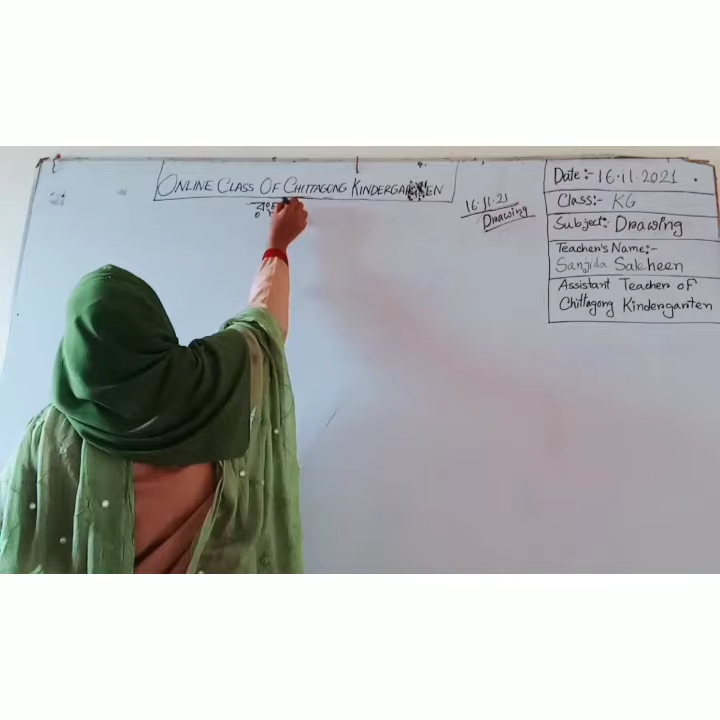 ONLINE CLASS OF CHITTAGONG KINDERGARTEN
16.11.21
Drawing
Date:- 16.11.2021.
Class:- KG
Subject:- Drawing
Teacher's Name:-
Sanjida Sakheen
Assistant Teacher of
Chittagong Kindergarten